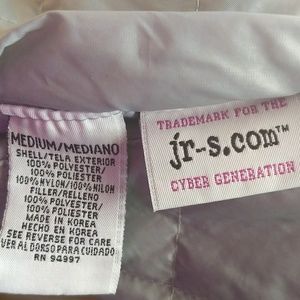 MEDIUM/MEDIANO
SHELL/TELA EXTERIOR
100% POLYESTER/
100% POLIESTER
100%NYLON/100%NILON
FILLER/RELLENO
100% POLYESTER/
100% POLIESTER
MADE IN KOREA
HECHO EN KOREA
SEE REVERSE FOR CARE
VER AL DORSO PARA CUIDADO
RN 94997
TRADEMARK FOR THE
jr-s.com™
CYBER GENERATION